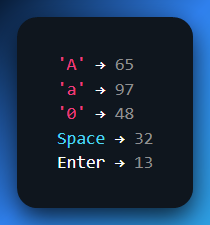 'A' → 65
'a' → 97
'0' → 48
Space → 32
Enter → 13